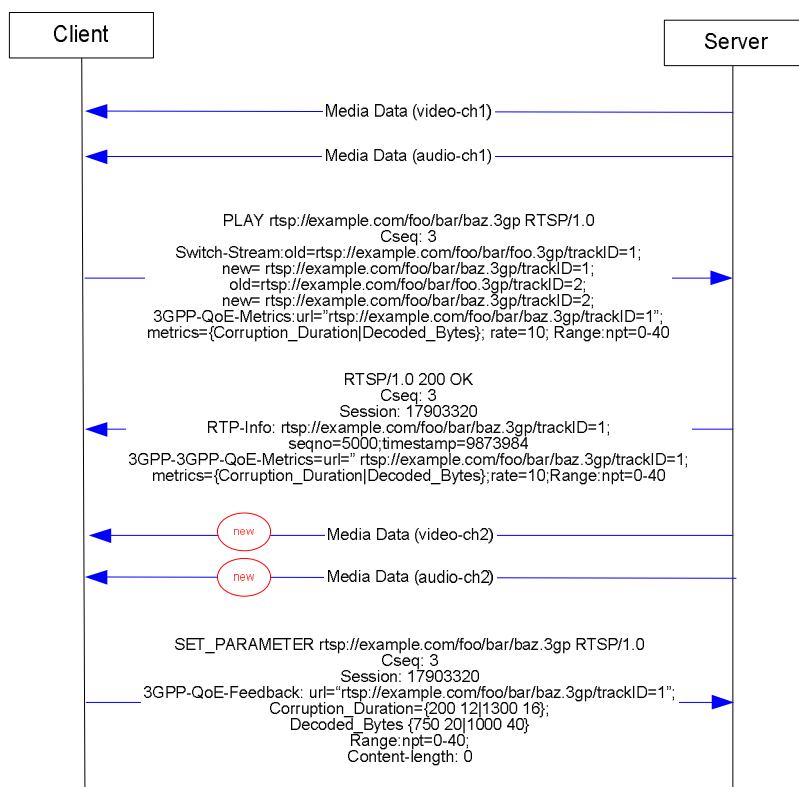 Client
Server
Media Data (video-ch1)
Media Data (audio-ch1)
PLAY rtsp://example.com/foo/bar/baz.3gp RTSP/1.0
Cseq: 3
Switch-Stream:old=rtsp://example.com/foo/bar/foo.3gp/trackID=1;
new= rtsp://example.com/foo/bar/baz.3gp/trackID=1;
old=rtsp://example.com/foo/bar/foo.3gp/trackID=2;
new= rtsp://example.com/foo/bar/baz.3gp/trackID=2;
3GPP-QoE-Metrics:url=”rtsp://example.com/foo/bar/baz.3gp/trackID=1”;
metrics={Corruption_Duration|Decoded_Bytes}; rate=10; Range:npt=0-40
RTSP/1.0 200 OK
Cseq: 3
Session: 17903320
RTP-Info: rtsp://example.com/foo/bar/baz.3gp/trackID=1;
seqno=5000;timestamp=9873984
3GPP-3GPP-QoE-Metrics=url=” rtsp://example.com/foo/bar/baz.3gp/trackID=1;
metrics={Corruption_Duration|Decoded_Bytes};rate=10;Range:npt=0-40
new
Media Data (video-ch2)
new
Media Data (audio-ch2)
SET_PARAMETER rtsp://example.com/foo/bar/baz.3gp RTSP/1.0
Cseq: 3
Session: 17903320
3GPP-QoE-Feedback: url=“rtsp://example.com/foo/bar/baz.3gp/trackID=1”;
Corruption_Duration={200 12|1300 16};
Decoded_Bytes {750 20|1000 40}
Range:npt=0-40;
Content-length: 0